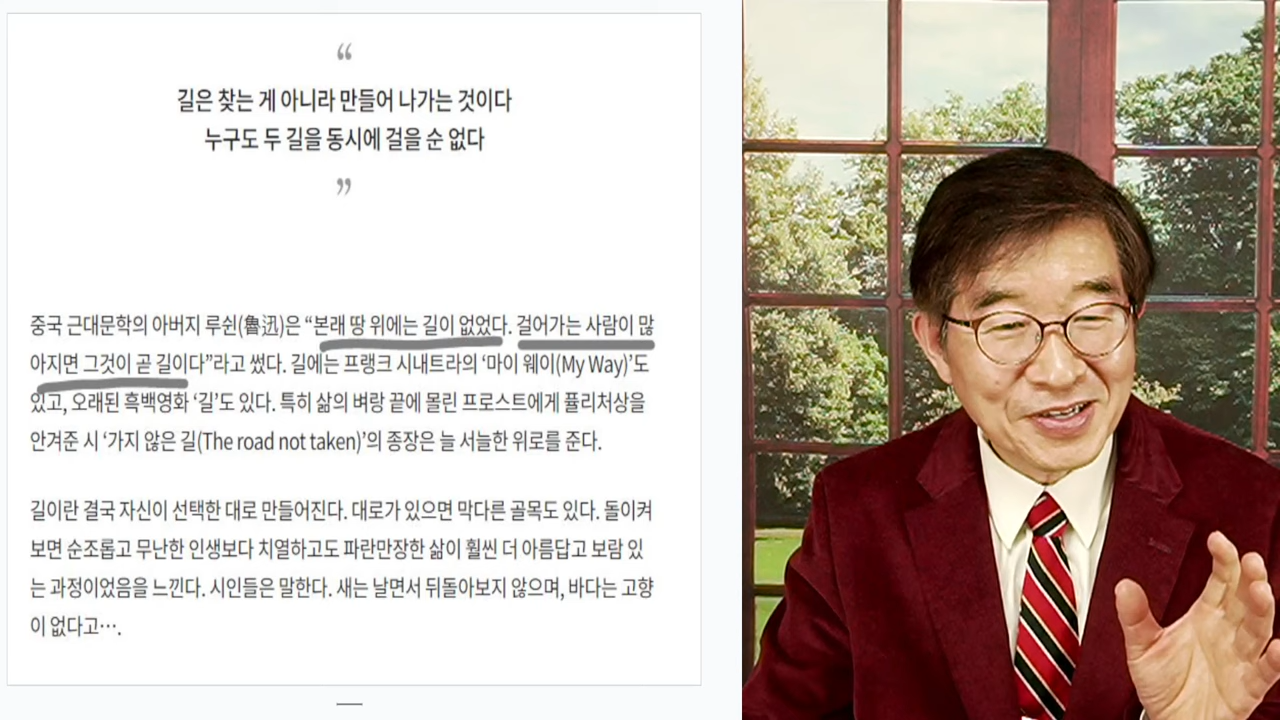 “
길은 찾는 게 아니라 만들어 나가는 것이다
누구도 두 길을 동시에 걸을 순 없다
”
중국 근대문학의 아버지 루쉰(魯迅)은 “본래 땅 위에는 길이 없었다. 걸어가는 사람이 많
아지면 그것이 곧 길이다”라고 썼다. 길에는 프랭크 시내트라의 ‘마이 웨이(My Way)’도
있고, 오래된 흑백영화 ‘길’도 있다. 특히 삶의 벼랑 끝에 몰린 프로스트에게 퓰리처상을
안겨준 시 ‘가지 않은 길(The road not taken)’의 종장은 늘 서늘한 위로를 준다.
길이란 결국 자신이 선택한 대로 만들어진다. 대로가 있으면 막다른 골목도 있다. 돌이켜
보면 순조롭고 무난한 인생보다 치열하고도 파란만장한 삶이 훨씬 더 아름답고 보람 있
는 과정이었음을 느낀다. 시인들은 말한다. 새는 날면서 뒤돌아보지 않으며, 바다는 고향
이 없다고….